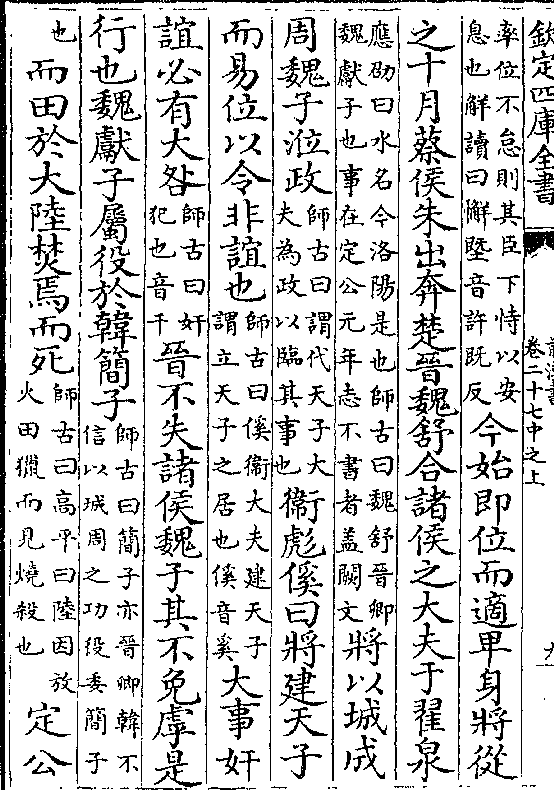 欽定四庫全書
卷二十七中之上
九
率位不怠則其臣下恃以安
息也解讀曰懈墍音許既反
今始即位而適卑身將從
之十月蔡侯朱出奔楚晉魏舒合諸侯之大夫于翟泉
應劭曰水名今洛陽是也師古曰魏舒晉卿
魏獻子也事在定公元年志不書者盖闕文
將以城成
周魏子涖政
師古曰謂代天子大
夫為政以臨其事也
衛彪傒曰將建天子
而易位以令非誼也
師古曰傒衛大夫建天子
謂立天子之居也傒音奚
大事奸
誼必有大咎
師古曰奸
犯也音干
晉不失諸侯魏子其不免虖是
行也魏獻子屬役於韓簡子
師古曰簡子亦晉卿韓不
信以城周之功役委簡子
也
而田於大陸焚焉而死
師古曰高平曰陸因放
火田獵而見燒殺也
定公